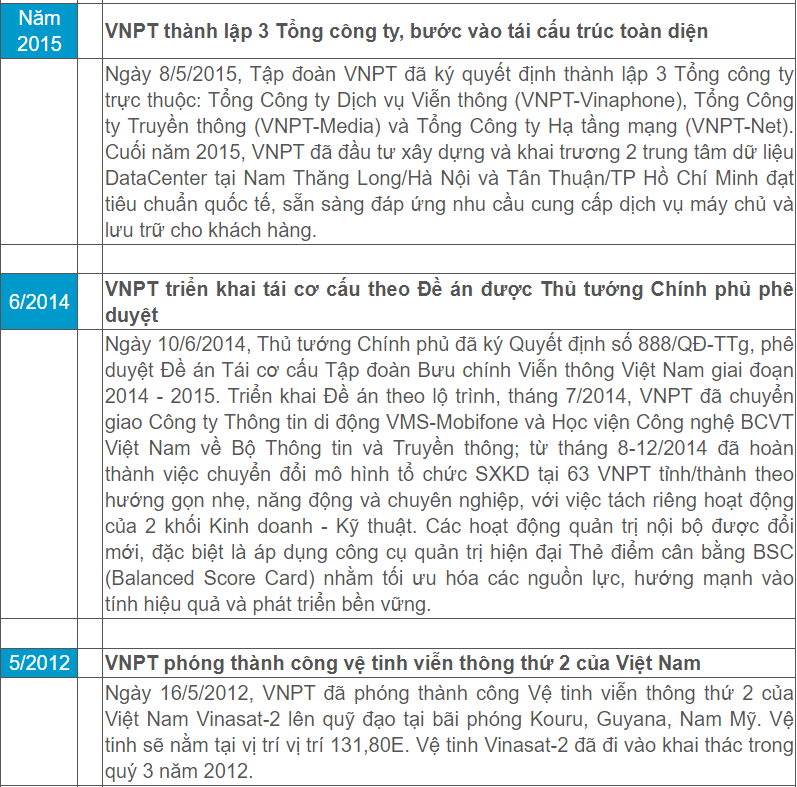 Năm
2015
VNPT thành lập 3 Tổng công ty, bước vào tái cấu trúc toàn diện
Ngày 8/5/2015, Tập đoàn VNPT đã ký quyết định thành lập 3 Tổng công ty
trực thuộc: Tổng Công ty Dịch vụ Viễn thông (VNPT-Vinaphone), Tổng Công
ty Truyền thông (VNPT-Media) và Tổng Công ty Hạ tầng mạng (VNPT-Net).
Cuối năm 2015, VNPT đã đầu tư xây dựng và khai trương 2 trung tâm dữ liệu
DataCenter tại Nam Thăng Long/Hà Nội và Tân Thuận/TP Hồ Chí Minh đạt
tiêu chuẩn quốc tế, sẵn sàng đáp ứng nhu cầu cung cấp dịch vụ máy chủ và
lưu trữ cho khách hàng.
6/2014
VNPT triển khai tái cơ cấu theo Đề án được Thủ tướng Chính phủ phê
duyệt
Ngày 10/6/2014, Thủ tướng Chính phủ đã ký Quyết định số 888/QĐ-TTg, phê
duyệt Đề án Tái cơ cấu Tập đoàn Bưu chính Viễn thông Việt Nam giai đoạn
2014 - 2015. Triển khai Đề án theo lộ trình, tháng 7/2014, VNPT đã chuyển
giao Công ty Thông tin di động VMS-Mobifone và Học viện Công nghệ BCVT
Việt Nam về Bộ Thông tin và Truyền thông; từ tháng 8-12/2014 đã hoàn
thành việc chuyển đổi mô hình tổ chức SXKD tại 63 VNPT tỉnh/thành theo
hướng gọn nhẹ, năng động và chuyên nghiệp, với việc tách riêng hoạt động
của 2 khối Kinh doanh - Kỹ thuật. Các hoạt động quản trị nội bộ được đổi
mới, đặc biệt là áp dụng công cụ quản trị hiện đại Thẻ điểm cân bằng BSC
(Balanced Score Card) nhằm tối ưu hóa các nguồn lực, hướng mạnh vào
tính hiệu quả và phát triển bền vững.
5/2012
VNPT phóng thành công vệ tinh viễn thông thứ 2 của Việt Nam
Ngày 16/5/2012, VNPT đã phóng thành công Vệ tinh viễn thông thứ 2 của
Việt Nam Vinasat-2 lên quỹ đạo tại bãi phóng Kouru, Guyana, Nam Mỹ. Vệ
tinh sẽ nằm tại vị trí vị trí 131,80E. Vệ tinh Vinasat-2 đã đi vào khai thác trong
quý 3 năm 2012.